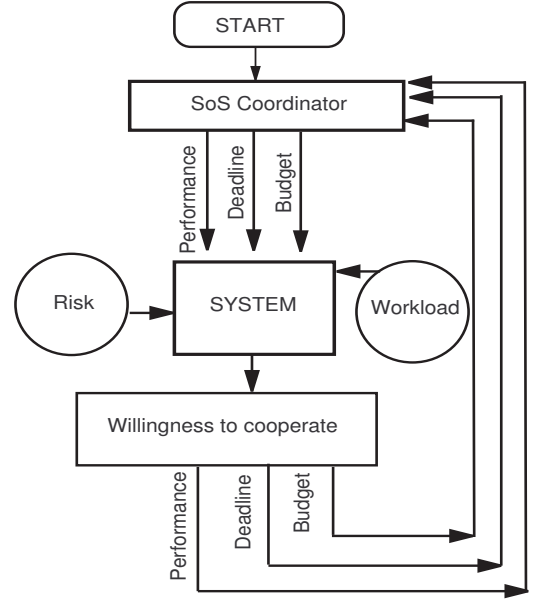 START
SoS Coordinator
Performance
Deadline
Budget
Risk
SYSTEM
Workload
Willingness to cooperate
Performance
Deadline
Budget